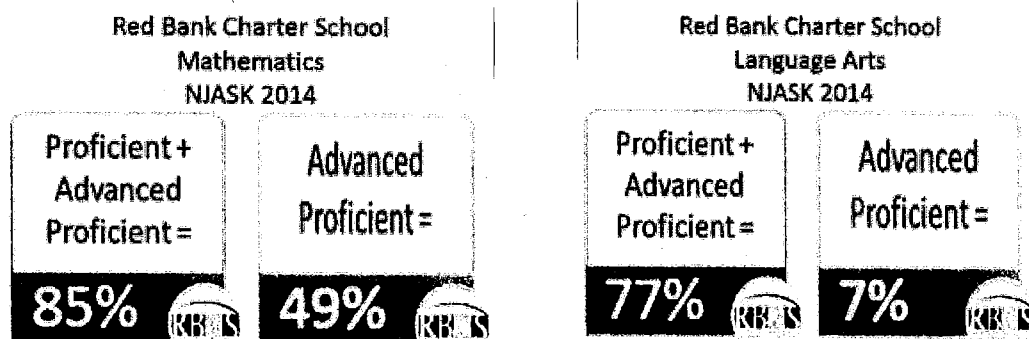 Red Bank Charter School
Mathematics
NJASK 2014
Proficient +
Advanced
Proficient =
85%
Advanced
Proficient =
49%
Red Bank Charter School
Language Arts
NJASK 2014
Proficient +
Advanced
Proficient =
77%
Advanced
Proficient =
7%